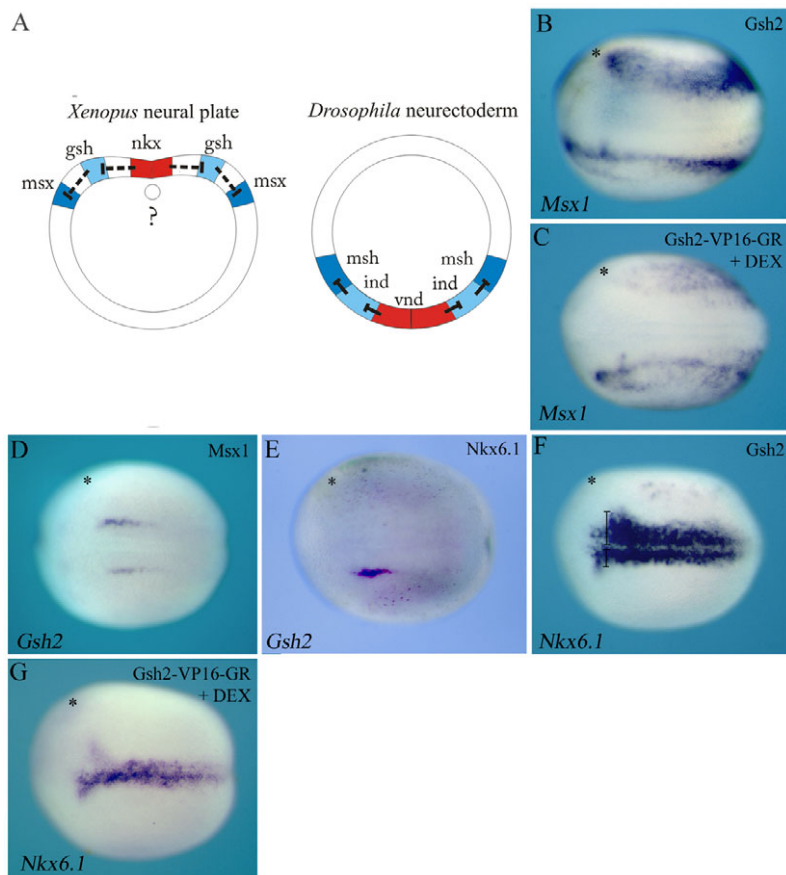 A
Xenopus neural plate
nkx
gsh
gsh
msx
msx
?
Drosophila neurectoderm
msh
msh
ind
ind
vnd
B
Gsh2
*
Msx1
C
Gsh2-VP16-GR
+ DEX
*
Msx1
D
Msx1
*
Gsh2
E
Nkx6.1
*
Gsh2
F
Gsh2
*
Nkx6.1
G
Gsh2-VP16-GR
+ DEX
*
Nkx6.1